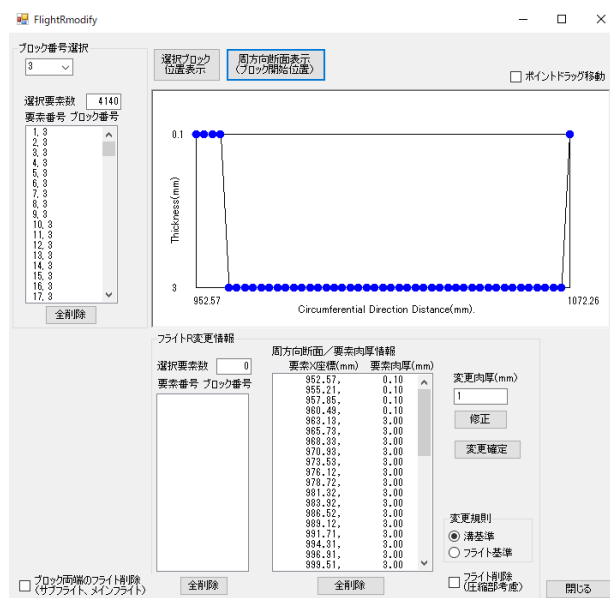 FlightRmodify
ブロック番号選択
3
選択ブロック
位置表示
周方向断面表示
(ブロック開始位置)
ポイントドラッグ移動
選択要素数 4140
要素番号 ブロック番号
1, 3
2, 3
3, 3
4, 3
5, 3
6, 3
7, 3
8, 3
9, 3
10, 3
11, 3
12, 3
13, 3
14, 3
15, 3
16, 3
17, 3
全削除
0.1
Thickness(mm)
3
952.57
1072.26
Circumferential Direction Distance(mm).
フライトR変更情報
選択要素数 0
要素番号 ブロック番号
全削除
周方向断面/要素肉厚情報
要素X座標(mm) 要素肉厚(mm)
952.57, 0.10
955.21, 0.10
957.85, 0.10
960.49, 0.10
963.13, 3.00
965.73, 3.00
968.33, 3.00
970.93, 3.00
973.53, 3.00
976.12, 3.00
978.72, 3.00
981.32, 3.00
983.92, 3.00
986.52, 3.00
989.12, 3.00
991.71, 3.00
994.31, 3.00
996.91, 3.00
999.51, 3.00
全削除
変更肉厚(mm)
1
修正
変更確定
変更規則
溝基準
フライト基準
フライト削除
(圧縮部考慮)
ブロック両端のフライト削除
(サブフライト、メインフライト)
閉じる